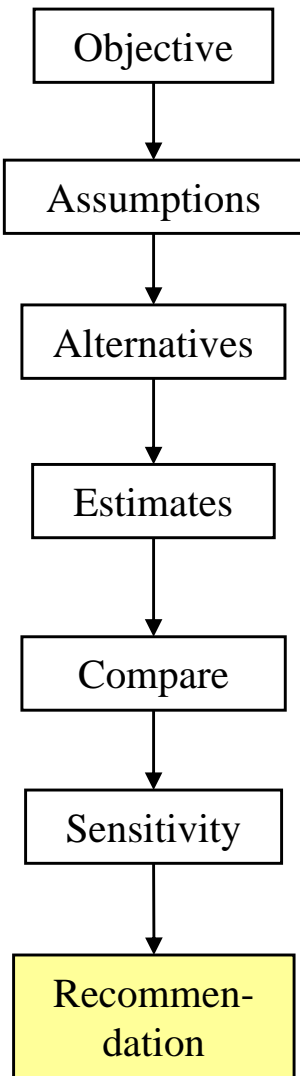 Objective
Assumptions
Alternatives
Estimates
Compare
Sensitivity
Recommen-
dation